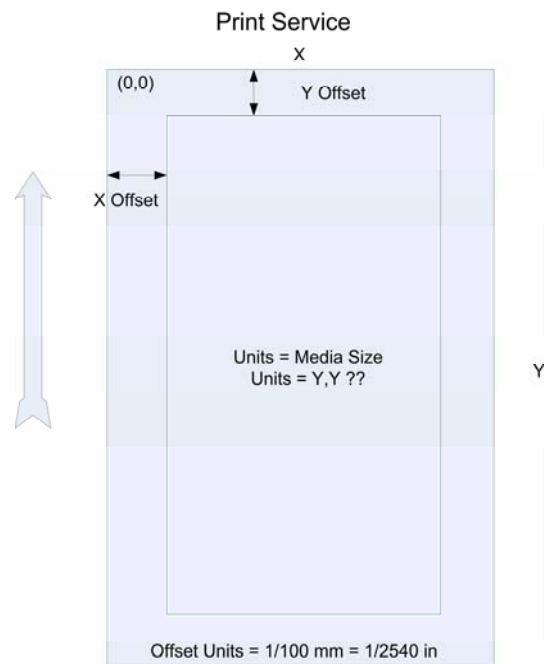 Print Service
X
(0,0)
Y Offset
X Offset
Units = Media Size
Units = Y,Y ??
Y
Offset Units = 1/100 mm = 1/2540 in